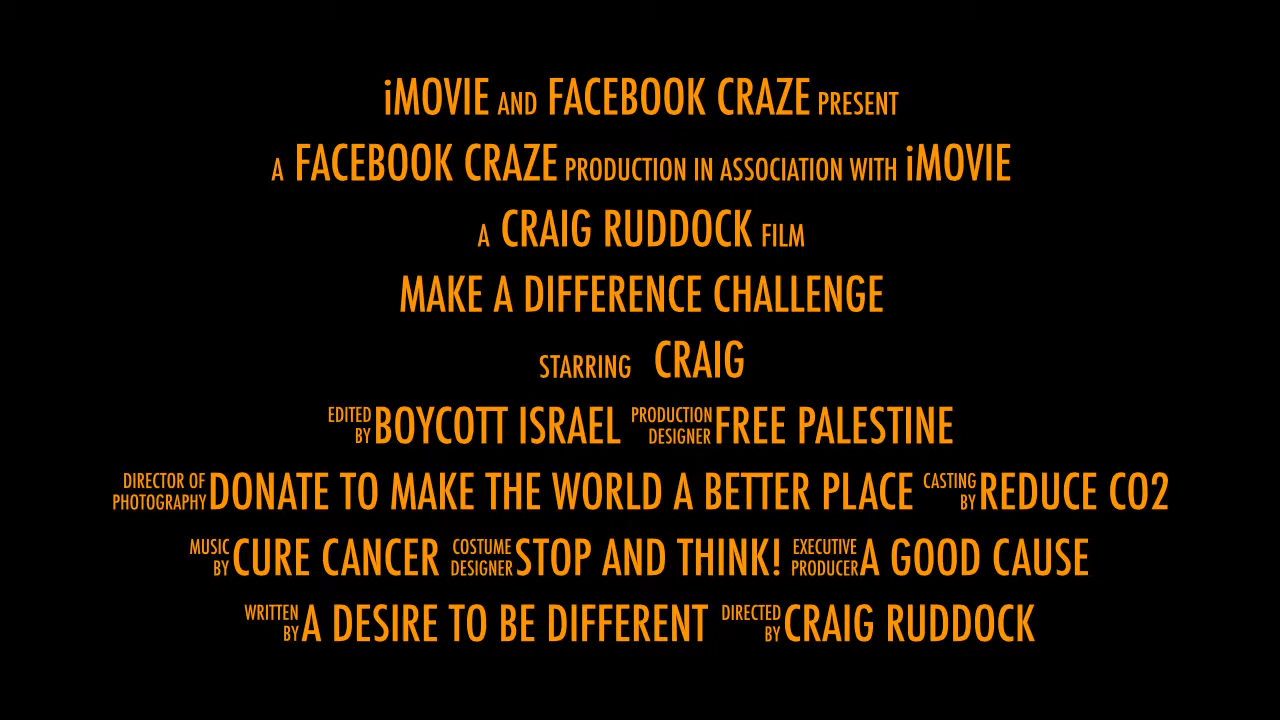 iMOVIE AND FACEBOOK CRAZE PRESENT
A FACEBOOK CRAZE PRODUCTION IN ASSOCIATION WITH iMOVIE
A CRAIG RUDDOCK FILM
MAKE A DIFFERENCE CHALLENGE
STARRING CRAIG
EDITED BY BOYCOTT ISRAEL PRODUCTION DESIGNER FREE PALESTINE
DIRECTOR OF PHOTOGRAPHY DONATE TO MAKE THE WORLD A BETTER PLACE CASTING BY REDUCE CO2
MUSIC BY CURE CANCER COSTUME DESIGNER STOP AND THINK! EXECUTIVE PRODUCER A GOOD CAUSE
WRITTEN BY A DESIRE TO BE DIFFERENT DIRECTED BY CRAIG RUDDOCK